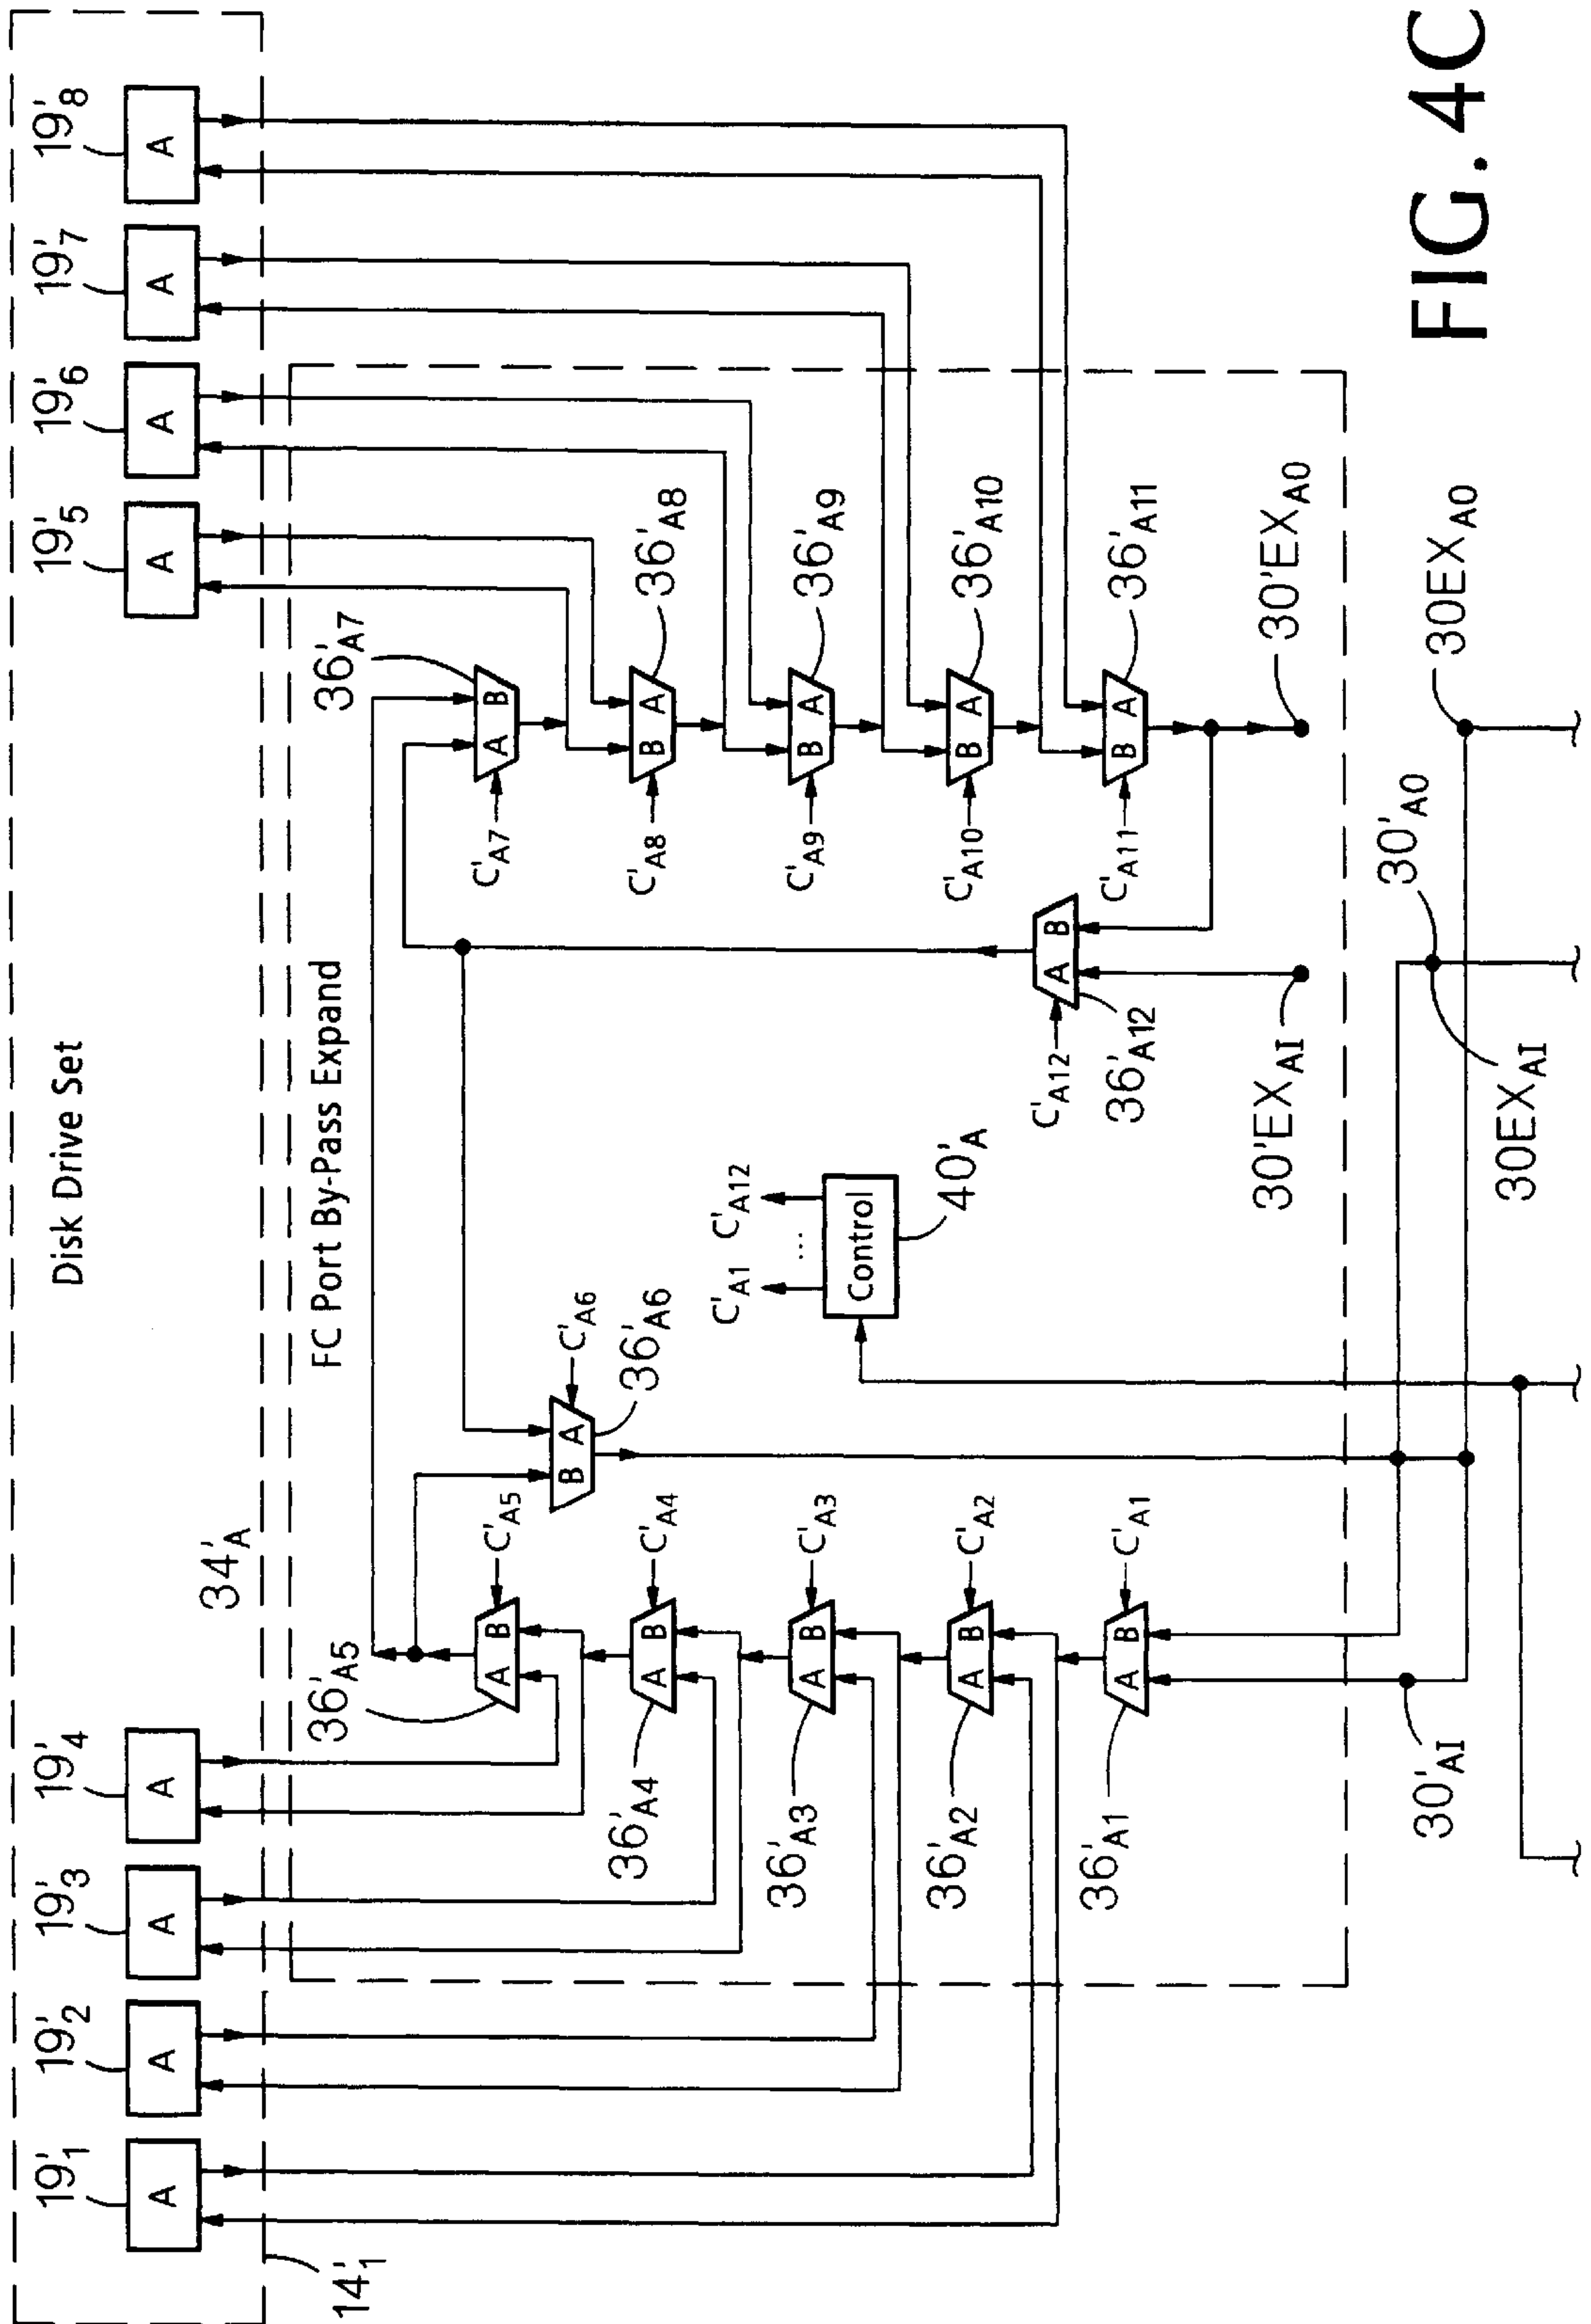 Disk Drive Set
19'1
19'2
19'3
19'4
19'5
19'6
19'7
19'8
A
A
A
A
A
A
A
A
14'1
34'A
FC Port By-Pass Expand
36'A5
A B
C'A5
36'A7
A B
C'A7
B A
C'A6
36'A6
36'A4
A B
C'A4
C'A8
B A
36'A8
36'A3
A B
C'A3
C'A9
B A
36'A9
C'A1 ... C'A12
Control
40'A
36'A2
A B
C'A2
C'A10
B A
36'A10
36'A1
A B
C'A1
C'A12
A B
36'A12
C'A11
B A
36'A11
30'EXAI
30'EXA0
30'AI
30EXAI
30'A0
30EXA0
FIG. 4C